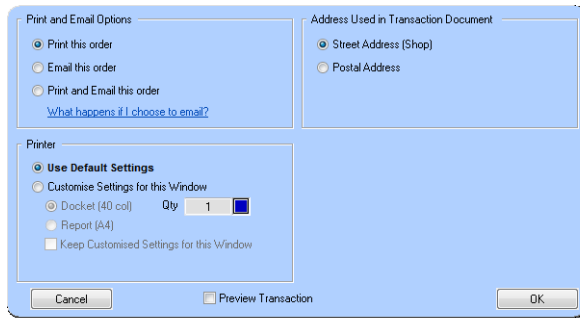 Print and Email Options
Print this order
Email this order
Print and Email this order
What happens if I choose to email?
Address Used in Transaction Document
Street Address (Shop)
Postal Address
Printer
Use Default Settings
Customise Settings for this Window
Docket (40 col) Qty 1
Report (A4)
Keep Customised Settings for this Window
Cancel Preview Transaction OK